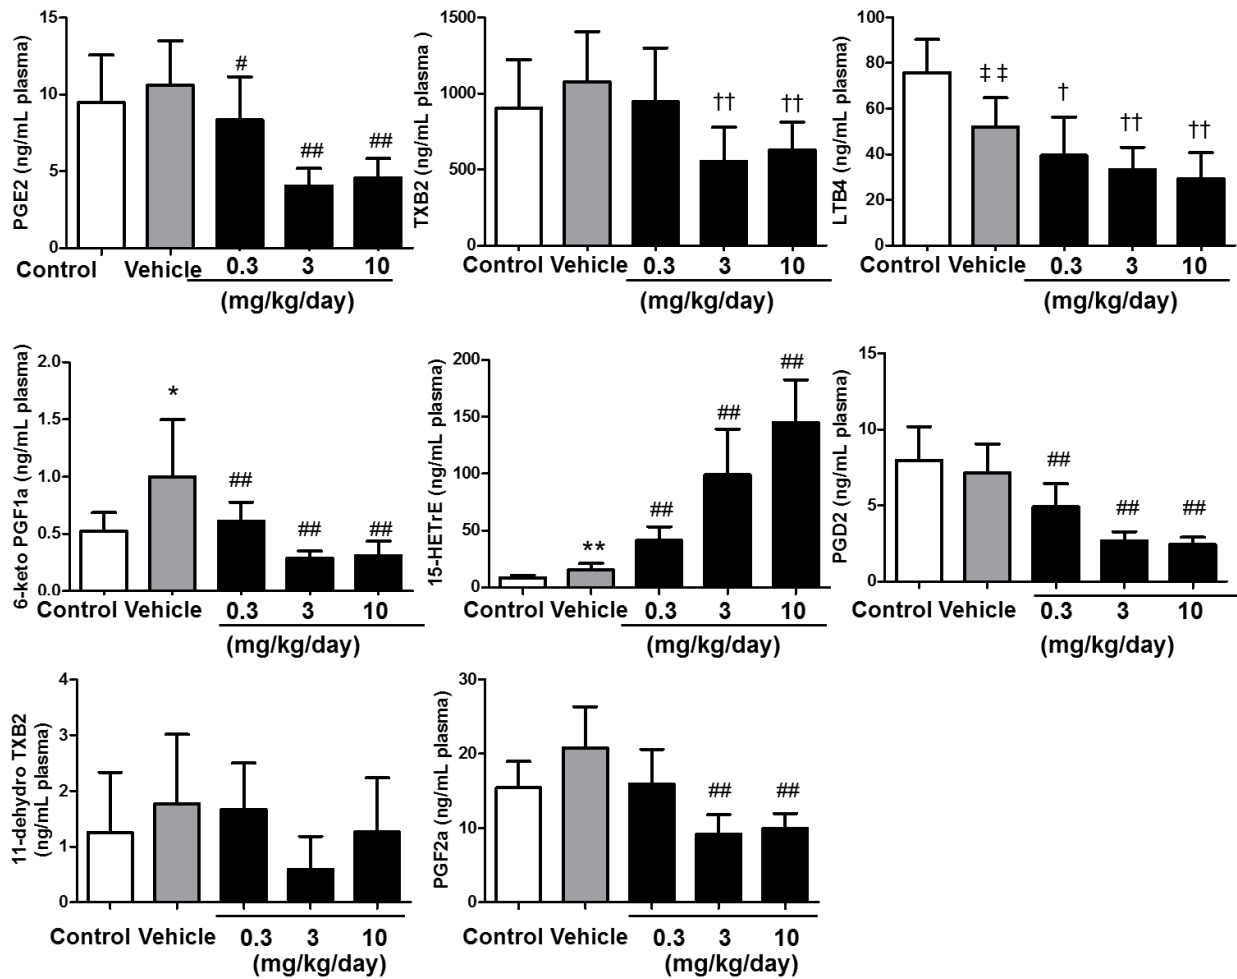 PGE2 (ng/mL plasma)
15
10
5
0
#
##
##
Control
Vehicle
0.3
3
10
(mg/kg/day)
TXB2 (ng/mL plasma )
1500
1000
500
0
††
††
Control
Vehicle
0.3
3
10
(mg/kg/day)
LTB4 (ng/mL plasma)
100
80
60
40
20
0
‡ ‡
†
††
††
Control
Vehicle
0.3
3
10
(mg/kg/day)
6-keto PGF1a (ng/mL plasma)
2.0
1.5
1.0
0.5
0.0
*
##
##
##
Control
Vehicle
0.3
3
10
(mg/kg/day)
15-HETrE (ng/mL plasma)
200
150
100
50
0
**
##
##
##
Control
Vehicle
0.3
3
10
(mg/kg/day)
PGD2 (ng/mL plasma)
15
10
5
0
##
##
##
Control
Vehicle
0.3
3
10
(mg/kg/day)
11-dehydro TXB2
(ng/mL plasma)
4
3
2
1
0
Control
Vehicle
0.3
3
10
(mg/kg/day)
PGF2a (ng/mL plasma)
30
20
10
0
##
##
Control
Vehicle
0.3
3
10
(mg/kg/day)